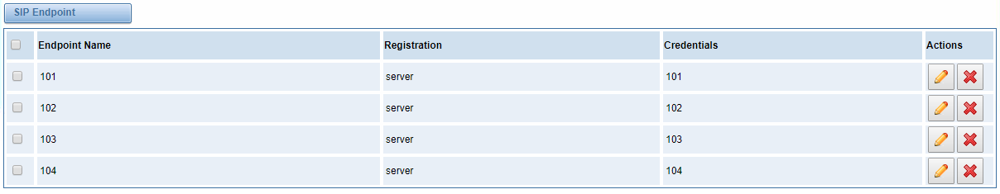 SIP Endpoint
Endpoint Name Registration Credentials Actions
101 server 101
102 server 102
103 server 103
104 server 104